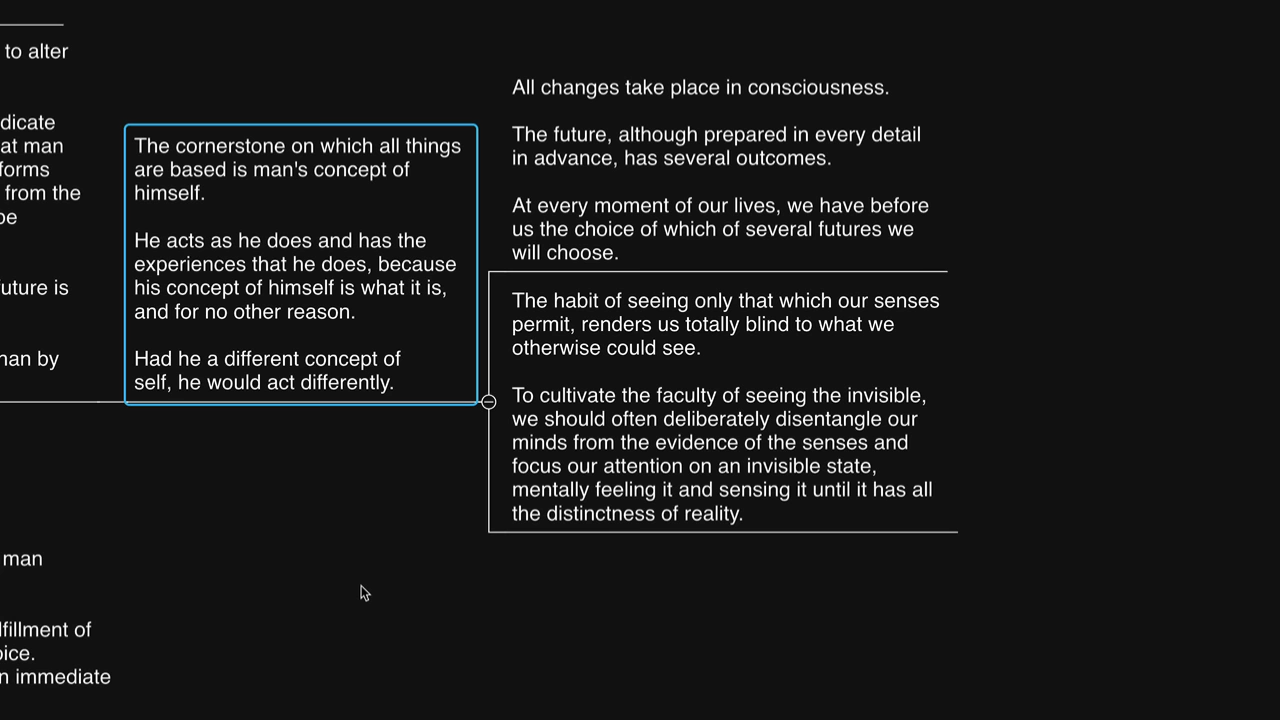 to alter
dicate
at man
forms
from the
uture is
man
lfillment of
n immediate
The cornerstone on which all things
are based is man's concept of
himself.
He acts as he does and has the
experiences that he does, because
his concept of himself is what it is,
and for no other reason.
Had he a different concept of
self, he would act differently.
All changes take place in consciousness.
The future, although prepared in every detail
in advance, has several outcomes.
At every moment of our lives, we have before
us the choice of which of several futures we
will choose.
The habit of seeing only that which our senses
permit, renders us totally blind to what we
otherwise could see.
To cultivate the faculty of seeing the invisible,
we should often deliberately disentangle our
minds from the evidence of the senses and
focus our attention on an invisible state,
mentally feeling it and sensing it until it has all
the distinctness of reality.